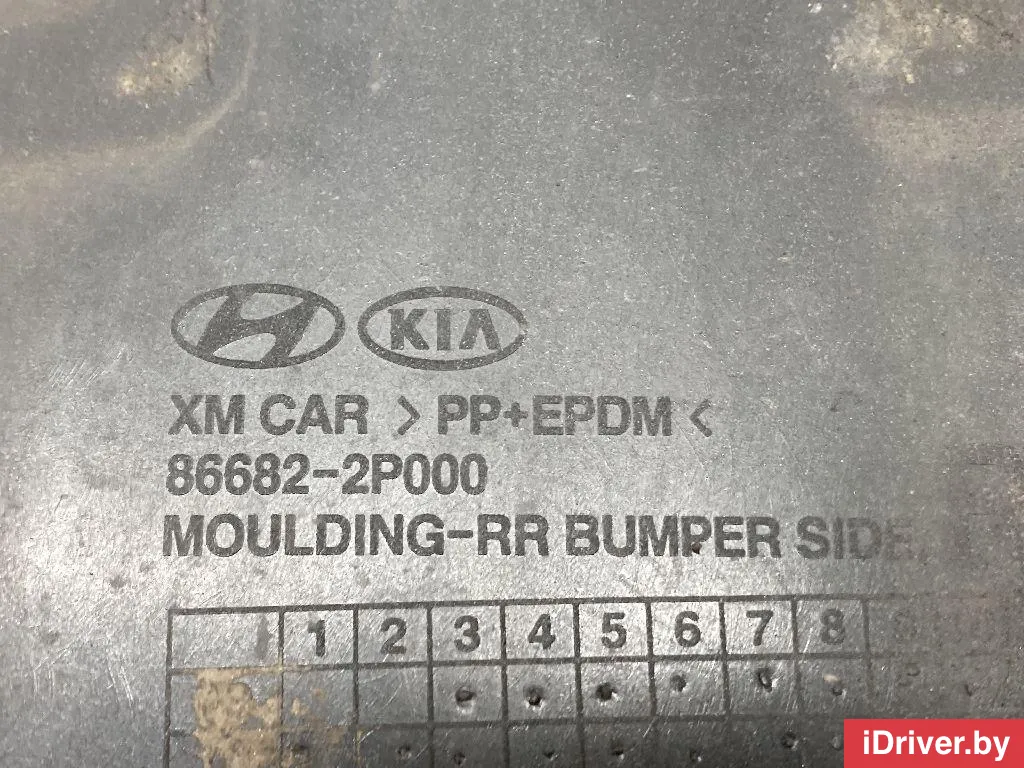 KIA
XM CAR > PP+EPDM <
86682-2P000
MOULDING-RR BUMPER SIDE,
1 2 3 4 5 6 7 8
iDriver.by